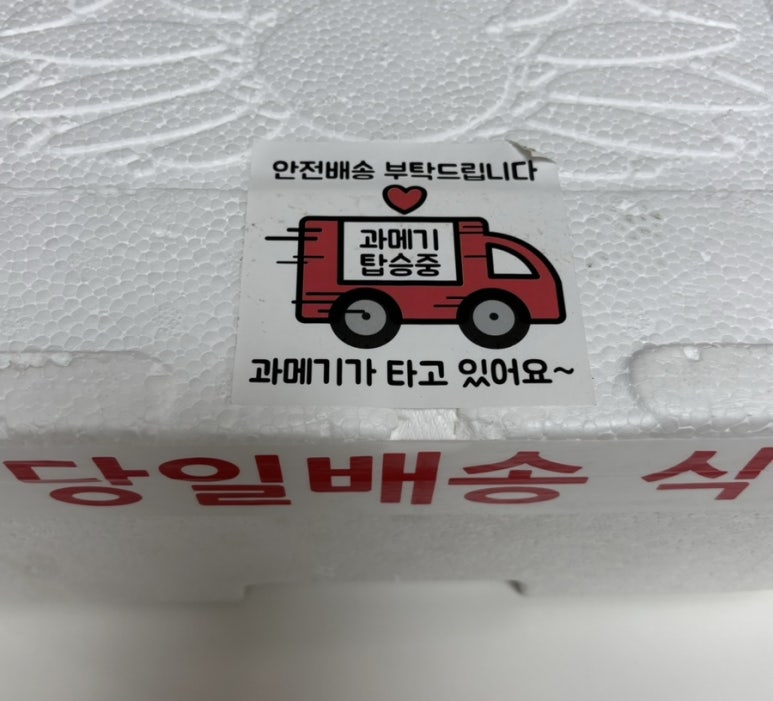 안전배송 부탁드립니다
과메기
탑승중
과메기가 타고 있어요~
당일배송 식